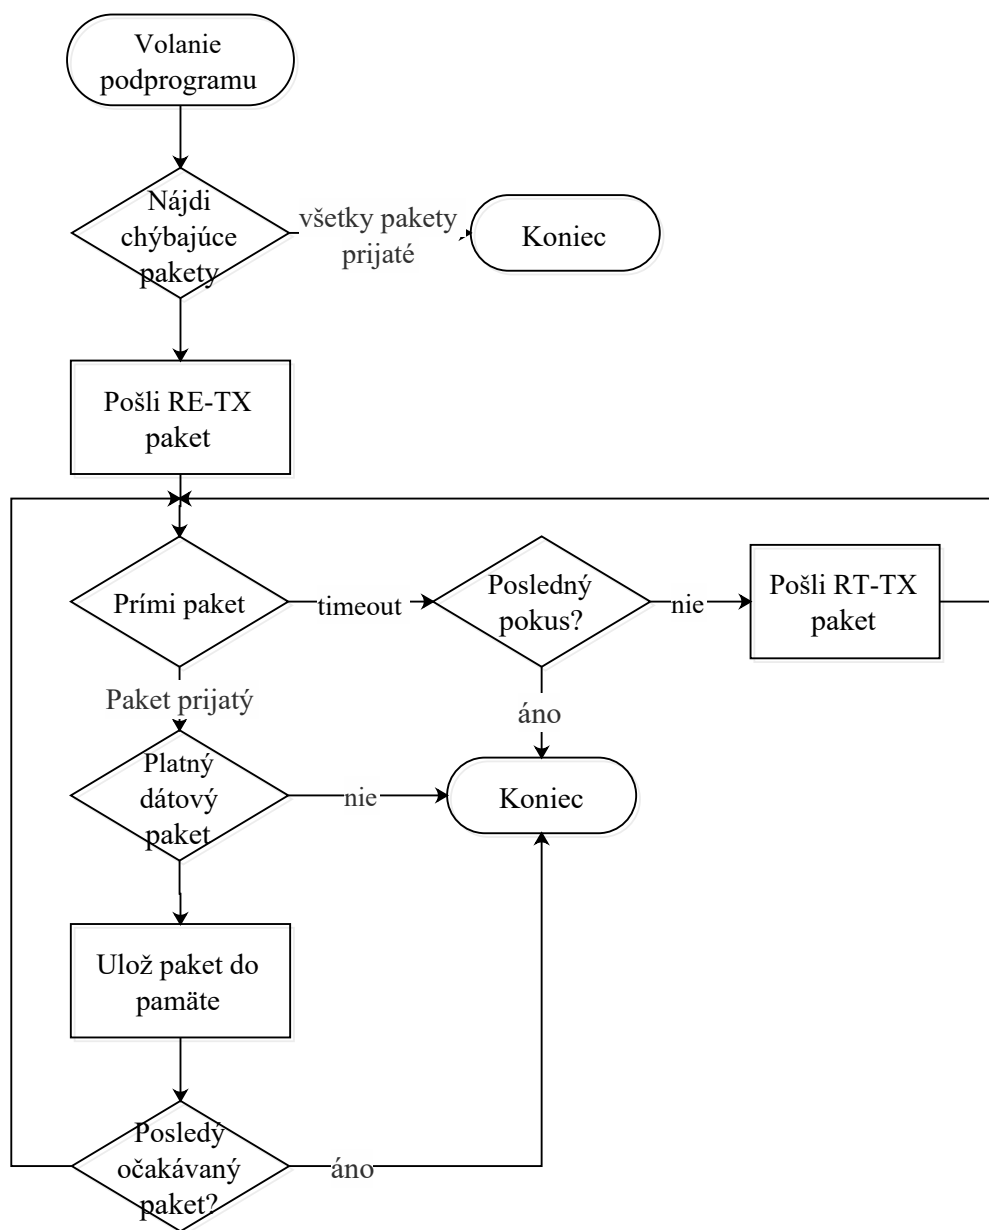 Volanie
podprogramu
Nájdi
chýbajúce
pakety
všetky pakety
prijaté
Koniec
Pošli RE-TX
paket
Prími paket
timeout
Posledný
pokus?
nie
Pošli RT-TX
paket
Paket prijatý
áno
Platný
dátový
paket
nie
Koniec
Ulož paket do
pamäte
Posledý
očakávaný
paket?
áno